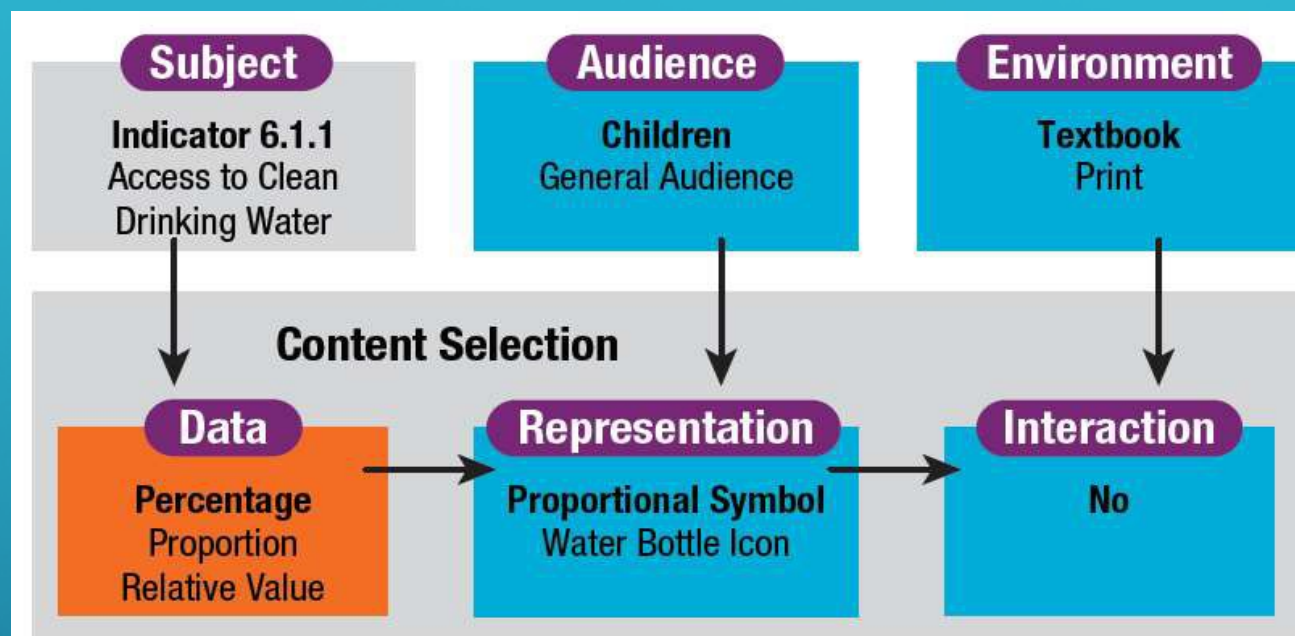 Subject
Indicator 6.1.1
Access to Clean
Drinking Water
Audience
Children
General Audience
Environment
Textbook
Print
Content Selection
Data
Percentage
Proportion
Relative Value
Representation
Proportional Symbol
Water Bottle Icon
Interaction
No